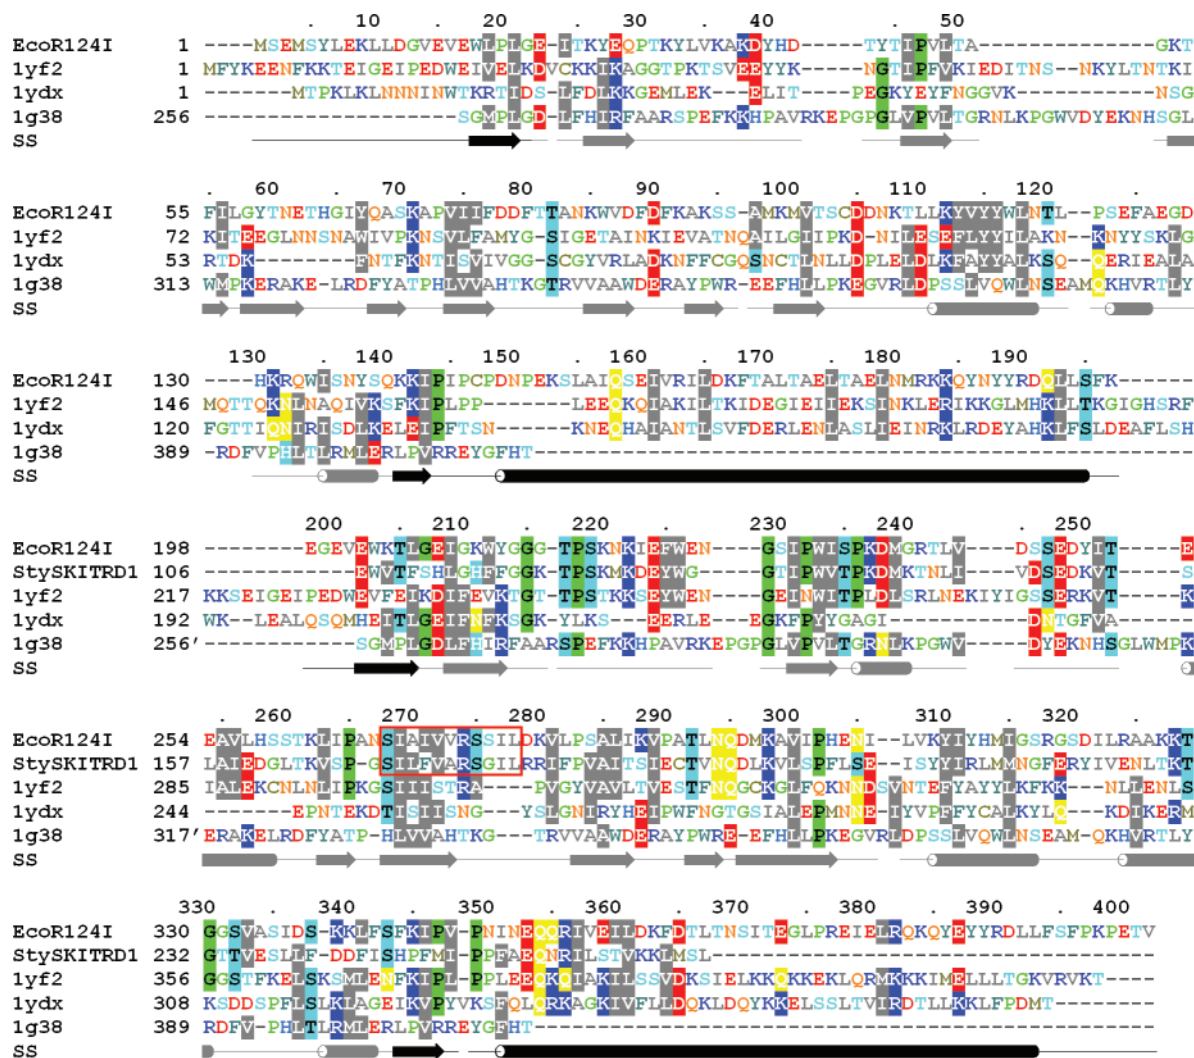 . 10 . 20 . 30 . 40 . 50
EcoR124I 1 ----MSEMSYLEKLLDGVEVEWLPLGE-ITKYEQPTKYLVKAKDYHD-----TYTIPVLTA--------------GKT
1yf2 1 MFYKEENFKKTEIGEIPEDWEIVELKDVCKKIKAGGTPKTSVEEYYK-----NGTIPFVKIEDITNS--NKYLTNTKI
1ydx 1 -------MTPKLKLNNNINWTKRTIDS-LFDLKKGEMLEK---ELIT---PEGKYEYFNGGVK------------NSG
1g38 256 --------------------SGMPLGD-LFHIRFAARSPEFKKHPAVRKEPGPGLVPVLTGRNLKPGWVDYEKNHSGL
SS
. 60 . 70 . 80 . 90 . 100 . 110 . 120 .
EcoR124I 55 FILGYTNETHGIYQASKAPVIIFDDFTTANKWVDFDFKAKSS-AMKMVTSCDDNKTLLKYVYYWLNTL--PSEFAEGD
1yf2 72 KITEEGLNNSNAWIVPKNSVLFAMYG-SIGETAINKIEVATNQAILGIIPKD-NILESEFLYYILAKN--KNYYSKLG
1ydx 53 RTDK--------FNTFKNTISVIVGG-SCGYVRLADKNFFCGQSNCTLNLLDPLELDLKFAYYALKSQ--QERIEALA
1g38 313 WMPKERAKE-LRDFYATPHLVVAHTKGTRVVAAWDERAYPWR-EEFHLLPKEGVRLDPSSLVQWLNSEAMQKHVRTLY
SS
130 . 140 . 150 . 160 . 170 . 180 . 190 .
EcoR124I 130 ----HKRQWISNYSQKKIPIPCPDNPEKSLAIQSEIVRILDKFTALTAELTAELNMRKKQYNYYRDQLLSFK------
1yf2 146 MQTTQKNLNAQIVKSFKIPLPP--------LEEQKQIAKILTKIDEGIEIIEKSINKLERIKKGLMHKLLTKGIGHSRF
1ydx 120 FGTTIQNIRISDLKELEIPFTSN-------KNEQHAIANTLSVFDERLENLASLIEINRKLRDEYAHKLFSLDEAFLSH
1g38 389 -RDFVPHLTLRMLERLPVRREYGFHT----------------------------------------------------
SS
200 . 210 . 220 . 230 . 240 . 250 .
EcoR124I 198 --------EGEVEWKTLGEIGKWYGGG-TPSKNKIEFWEN-----GSIPWISPKDMGRTLV----DSSEDYIT-----E
StySKITRD1 106 ------------EWVTFSHLGHFFGGK-TPSKMKDEYWG------GTIPWVTPKDMKTNLI----VDSEDKVT-----S
1yf2 217 KKSEIGEIPEDWEVFEIKDIFEVKTGT-TPSTKKSEYWEN-----GEINWITPLDLSRLNEKIYIGSSERKVT-----K
1ydx 192 WK--LEALQSQMHEITLGEIFNFKSGK-YLKS---EERLE----EGKFPYYGAGI----------DNTGFVA-------
1g38 256' ------------SGMPLGDLFHIRFAARSPEFKKHPAVRKEPGPGLVPVLTGRNLKPGWV-----DYEKNHSGLWMPK
SS
. 260 . 270 . 280 . 290 . 300 . 310 . 320 .
EcoR124I 254 EAVLHSSTKLIPANSIAIVVRSSILDKVLPSALIKVPATLNQDMKAVIPHENI--LVKYIYHMIGSRGSDILRAAKKT
StySKITRD1 157 LAIEDGLTKVSP-GSILFVARSGILRRIFPVAITSIECTVNQDLKVLSPFLSE--ISYYIRLMMNGFERYIVENLTKT
1yf2 285 IALEKCNLNLIPKGSIIISTRA---PVGYVAVLTVESTFNQGCKGLFQKNNDSVNTEFYAYYLKFKK---NLLENLS
1ydx 244 -----EPNTEKDTISIISNG---YSLGNIRYHEIPWFNGTGSIALEPMNNE-IYVPFFYCALKYLQ---KDIKERM
1g38 317' ERAKELRDFYATP-HLVVAHTKG--TRVVAAWDERAYPWRE-EFHLLPKEGVRLDPSSLVQWLNSEAM-QKHVRTLY
SS
330 . 340 . 350 . 360 . 370 . 380 . 390 . 400
EcoR124I 330 GGSVASIDS-KKLFSFKIPV-PNINEQQRIVEILDKFDTLTNSITEGLPREIELRQKQYEYYRDLLFSFPKPETV
StySKITRD1 232 GTTVESLLF-DDFISHPFMI-PPFAEQNRILSTVKKLMSL-----------------------------------
1yf2 356 GGSTFKELSKSMLENFKIPL-PPLEEQKQIAKILSSVDKSIELKKQKKEKLQRMKKKIMELLLTGKVRVKT----
1ydx 308 KSDDSPFLSLKLAGEIKVPYVKSFQLQRKAGKIVFLLDQKLDQYKKELSSLTVIRDTLLKKLFPDMT--------
1g38 389 RDFV-PHLTLRMLERLPVRREYGFHT-------------------------------------------------
SS